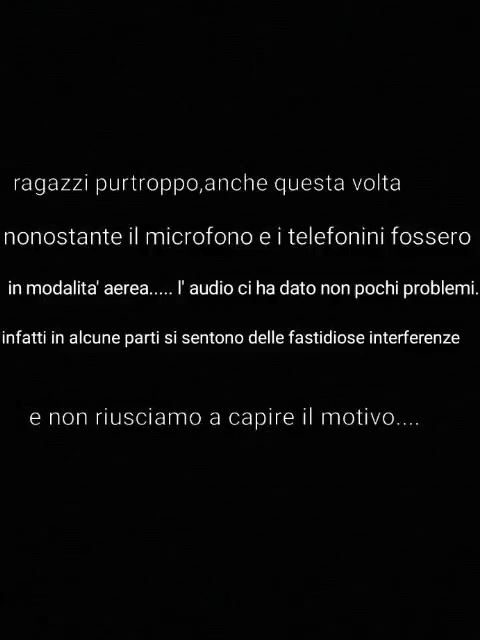 ragazzi purtroppo,anche questa volta
nonostante il microfono e i telefonini fossero
in modalita' aerea..... l' audio ci ha dato non pochi problemi.
infatti in alcune parti si sentono delle fastidiose interferenze
e non riusciamo a capire il motivo....